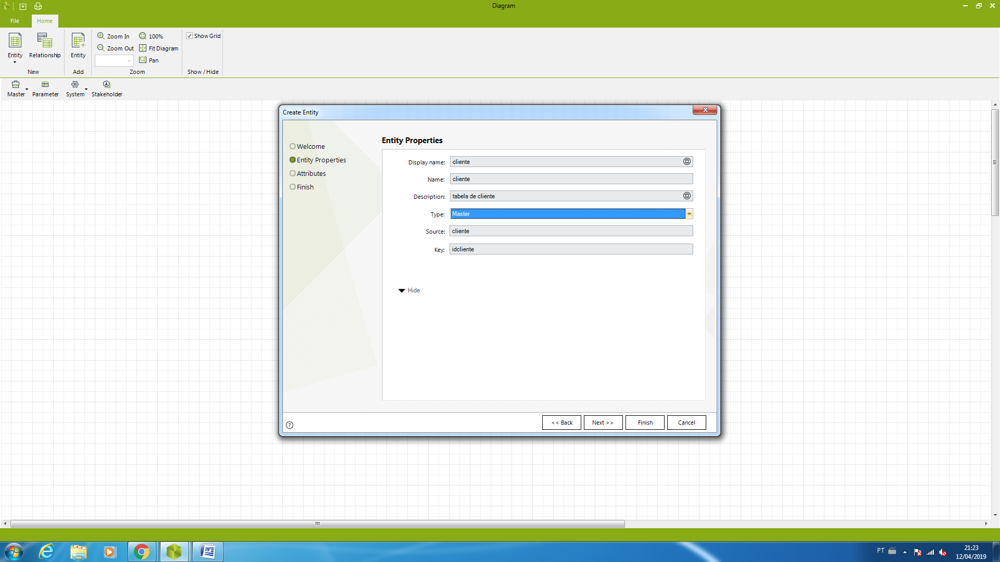 Diagram
File
Home
Zoom In
100%
Show Grid
Zoom Out
Fit Diagram
Entity
Relationship
Entity
Pan
New
Add
Zoom
Show / Hide
Master
Parameter
System
Stakeholder
Create Entity
Entity Properties
Welcome
Entity Properties
Attributes
Finish
Display name: cliente
Name: cliente
Description: tabela de cliente
Type: Master
Source: cliente
Key: idcliente
Hide
?
<< Back
Next >>
Finish
Cancel
PT
21:23
12/04/2019